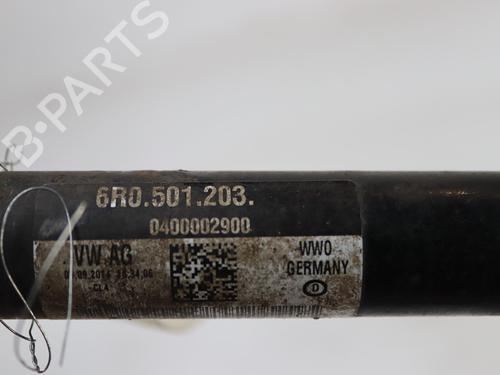 B-PARTS
6R0.501.203.
0400002900
VW AG
WWO
GERMANY
D